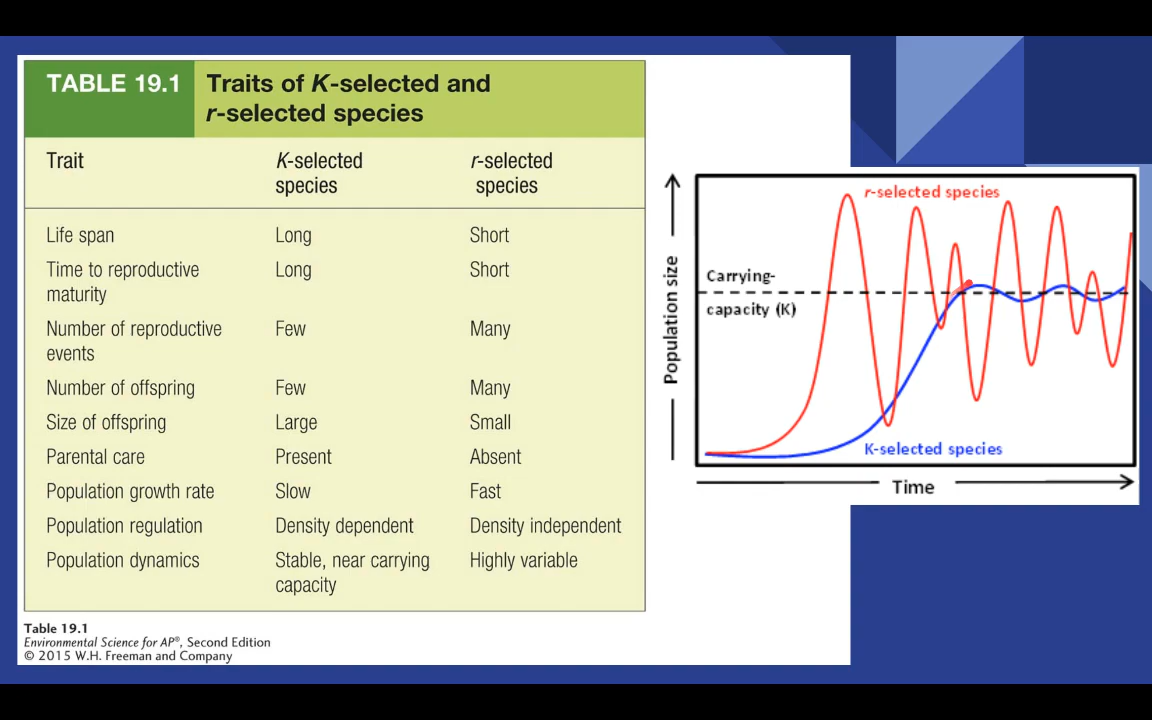 TABLE 19.1
Traits of K-selected and
r-selected species
Trait
K-selected
species
r-selected
species
Life span
Long
Short
Time to reproductive
maturity
Long
Short
Number of reproductive
events
Few
Many
Number of offspring
Few
Many
Size of offspring
Large
Small
Parental care
Present
Absent
Population growth rate
Slow
Fast
Population regulation
Density dependent
Density independent
Population dynamics
Stable, near carrying
capacity
Highly variable
Table 19.1
Environmental Science for AP®, Second Edition
© 2015 W.H. Freeman and Company
Population size
r-selected species
Carrying-
capacity (K)
K-selected species
Time